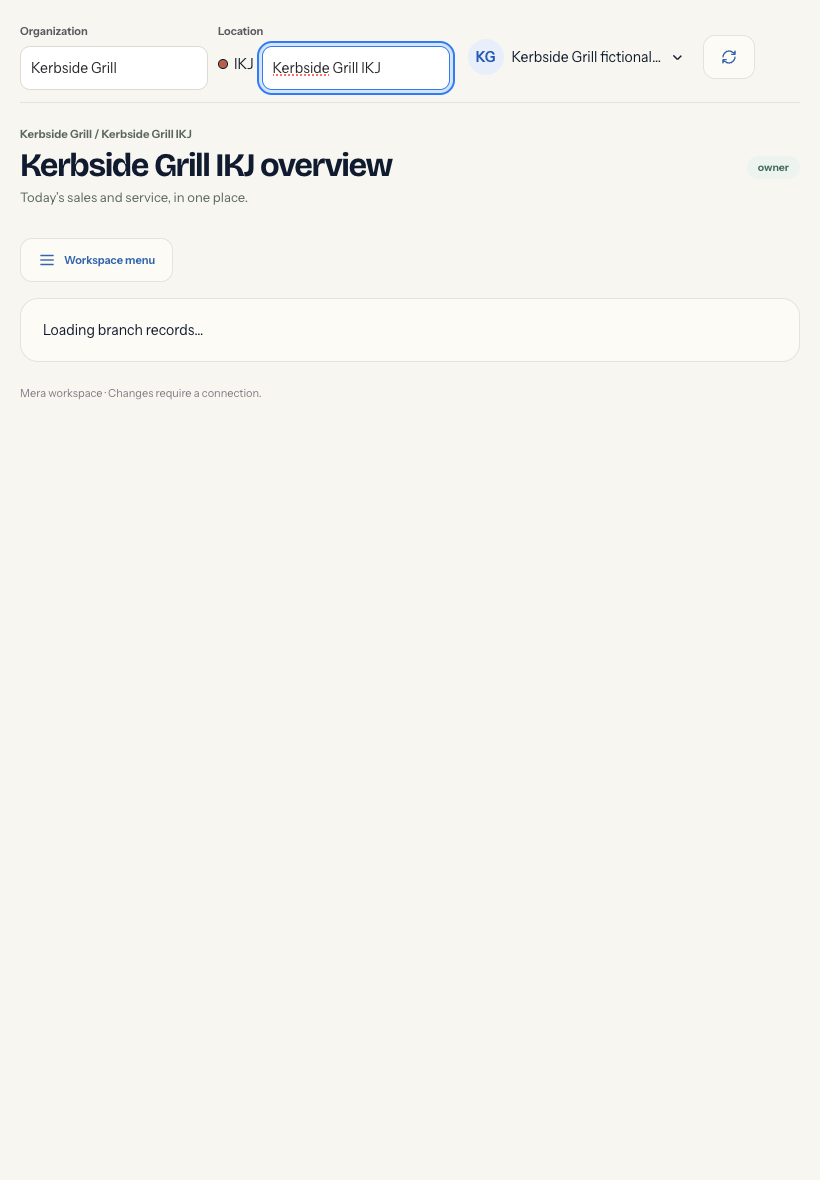 Organization
Location
Kerbside Grill
IKJ
Kerbside Grill IKJ
KG
Kerbside Grill fictional...
Kerbside Grill / Kerbside Grill IKJ
Kerbside Grill IKJ overview
owner
Today's sales and service, in one place.
Workspace menu
Loading branch records...
Mera workspace · Changes require a connection.